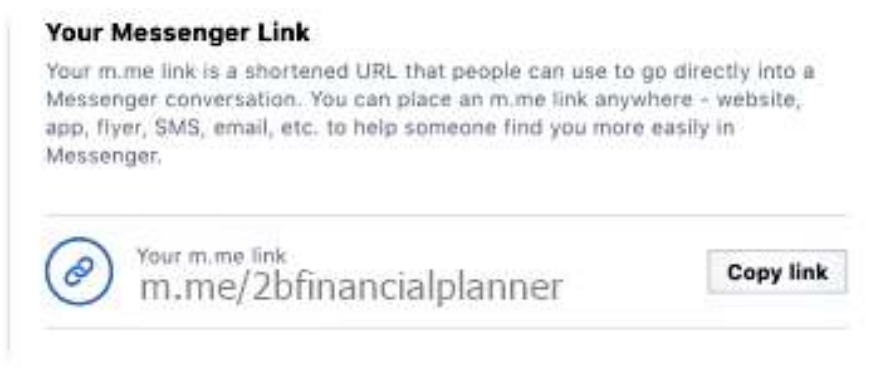 Your Messenger Link
Your m.me link is a shortened URL that people can use to go directly into a
Messenger conversation. You can place an m.me link anywhere - website,
app, flyer, SMS, email, etc. to help someone find you more easily in
Messenger.
Your m.me link
m.me/2bfinancialplanner
Copy link